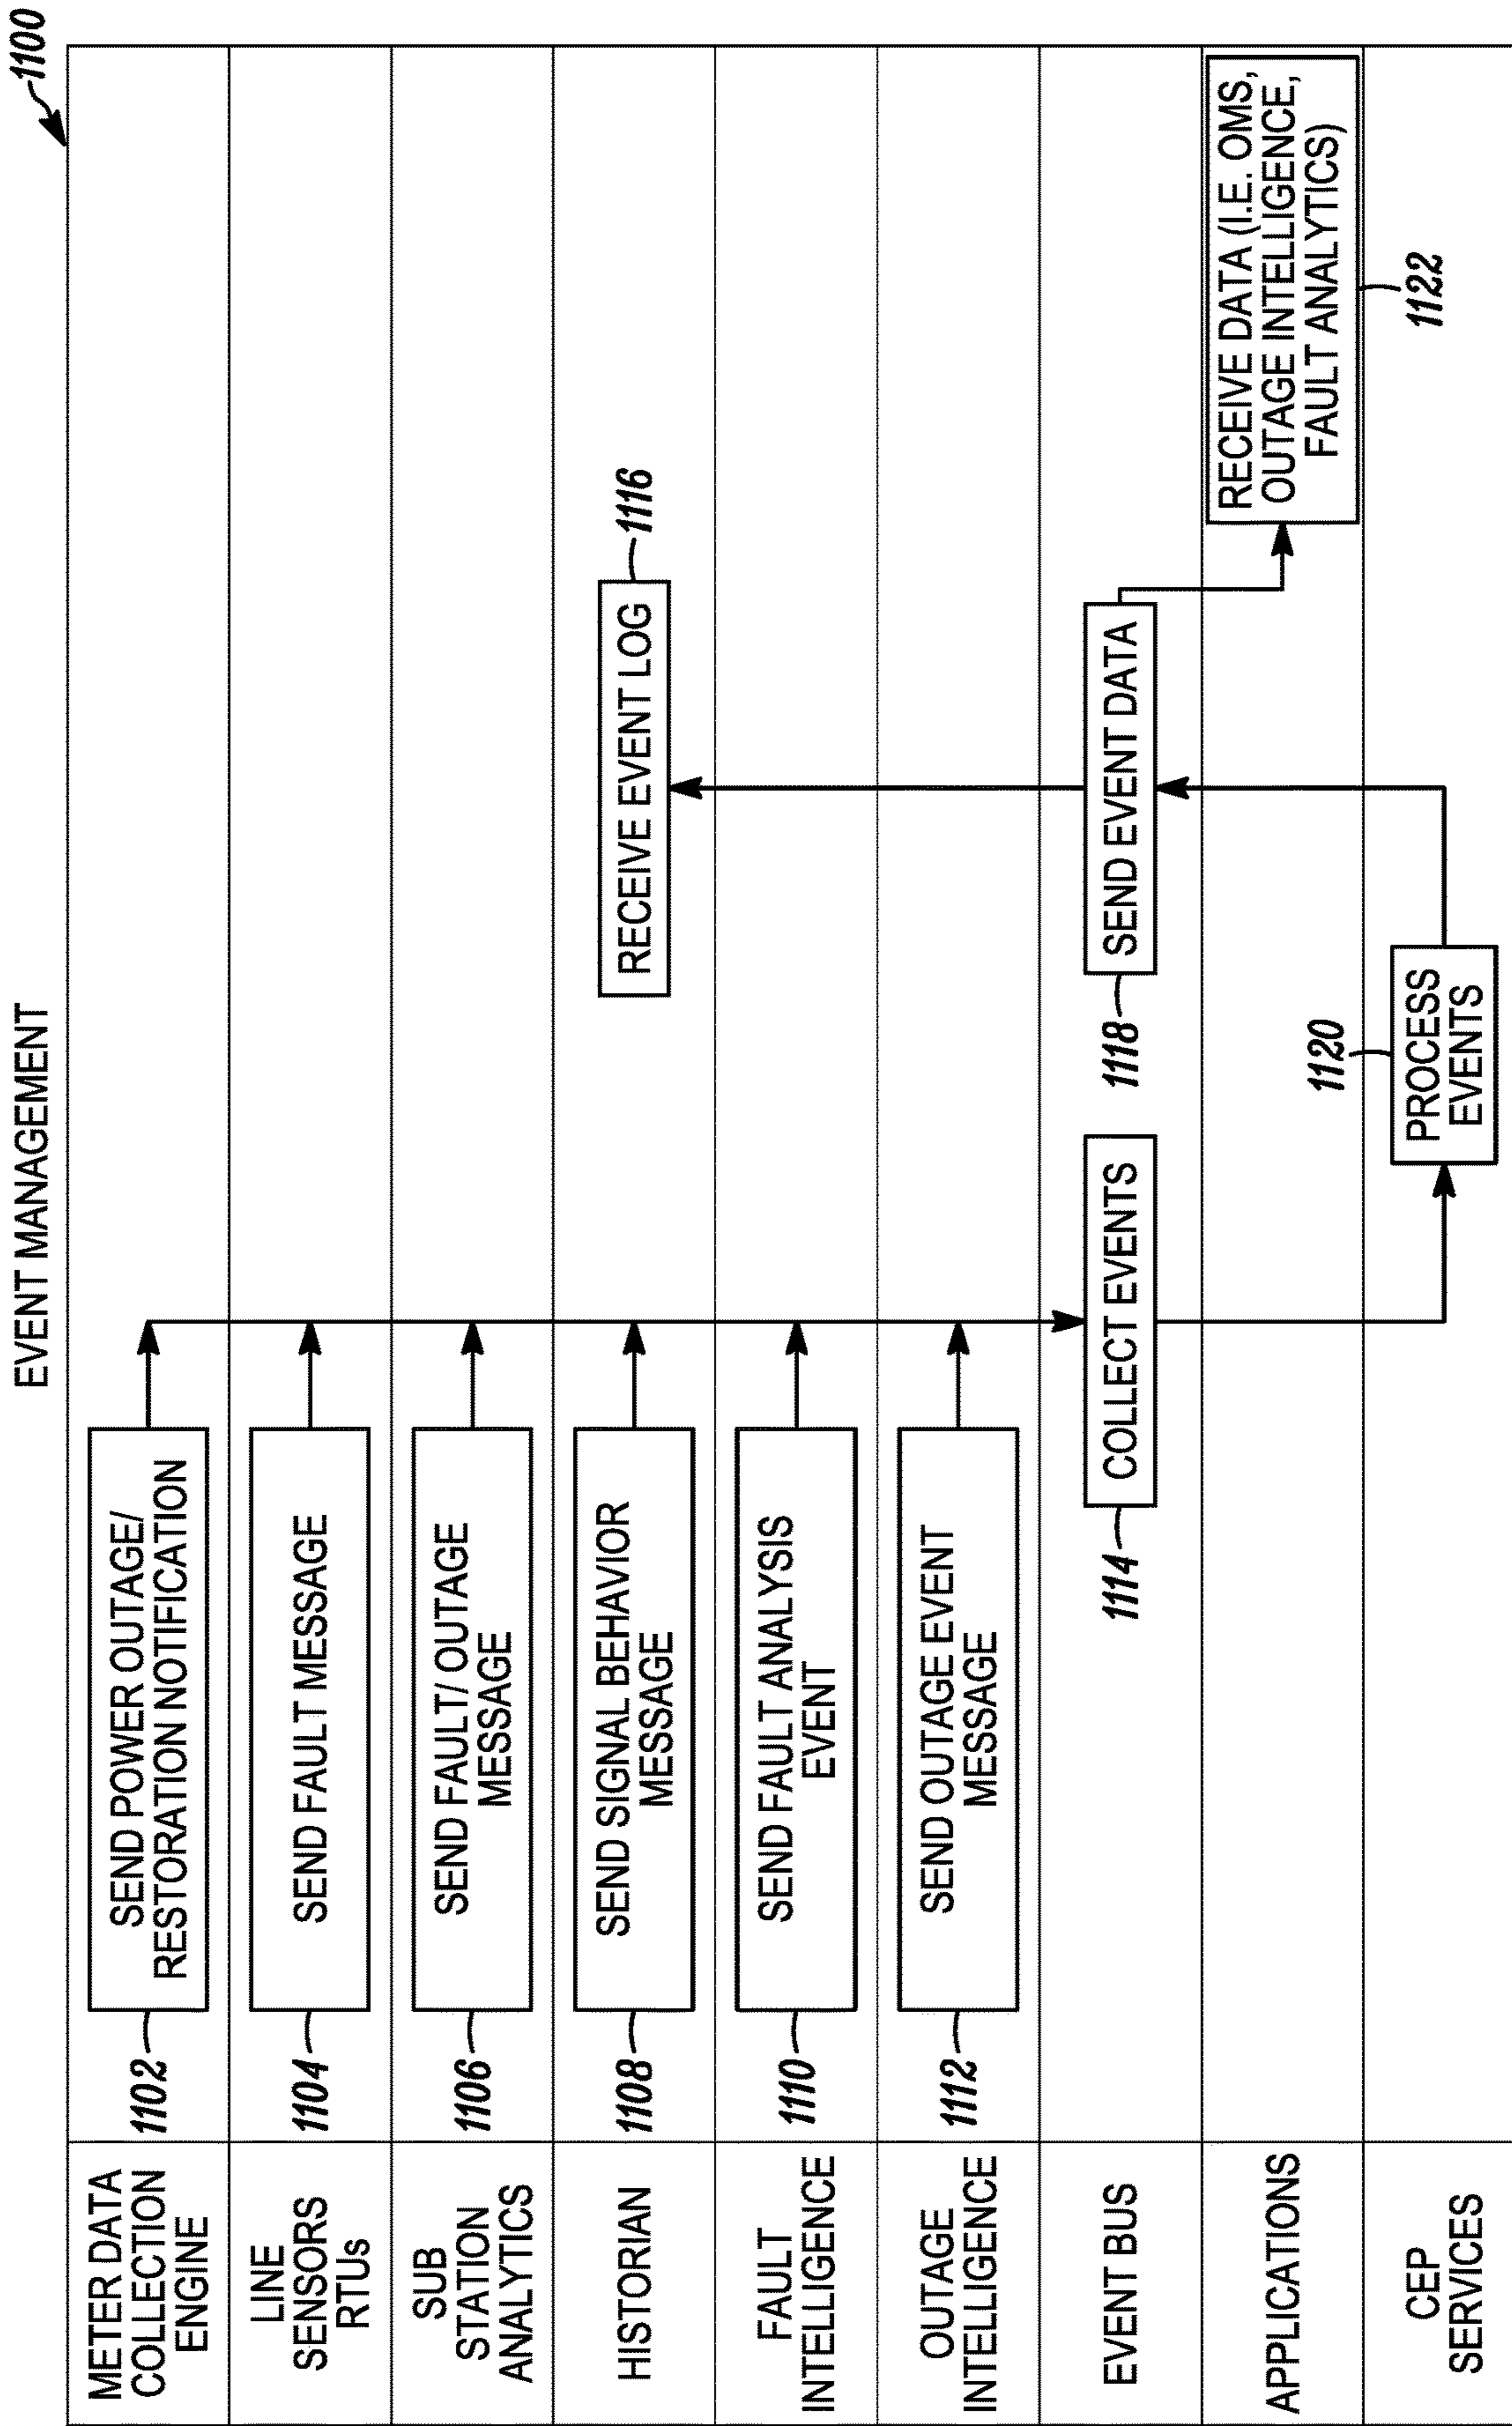 EVENT MANAGEMENT
1100
METER DATA
COLLECTION
ENGINE
1102
SEND POWER OUTAGE/
RESTORATION NOTIFICATION
LINE
SENSORS
RTUs
1104
SEND FAULT MESSAGE
SUB
STATION
ANALYTICS
1106
SEND FAULT/ OUTAGE
MESSAGE
HISTORIAN
1108
SEND SIGNAL BEHAVIOR
MESSAGE
RECEIVE EVENT LOG
1116
FAULT
INTELLIGENCE
1110
SEND FAULT ANALYSIS
EVENT
OUTAGE
INTELLIGENCE
1112
SEND OUTAGE EVENT
MESSAGE
EVENT BUS
1114
COLLECT EVENTS
1118
SEND EVENT DATA
APPLICATIONS
RECEIVE DATA (I.E. OMS,
OUTAGE INTELLIGENCE,
FAULT ANALYTICS)
1122
CEP
SERVICES
1120
PROCESS
EVENTS